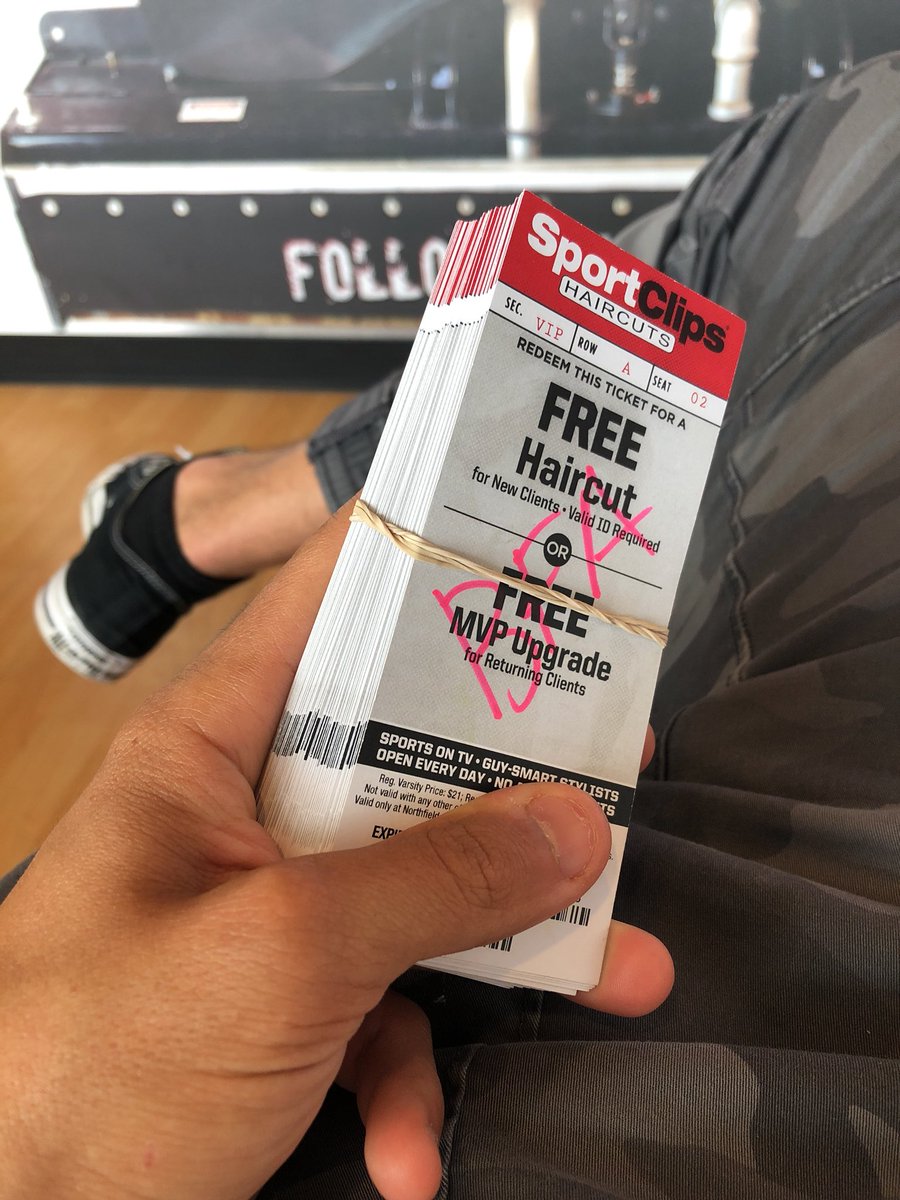 FOLLO
SportClips
HAIRCUTS
SEC. VIP ROW A SEAT 02
REDEEM THIS TICKET FOR A
FREE
Haircut
for New Clients • Valid ID Required
OR
FREE
MVP Upgrade
for Returning Clients
SPORTS ON TV • GUY-SMART STYLISTS
OPEN EVERY DAY • NO
Reg. Varsity Price: $21;
Not valid with any other
Valid only at Northfield